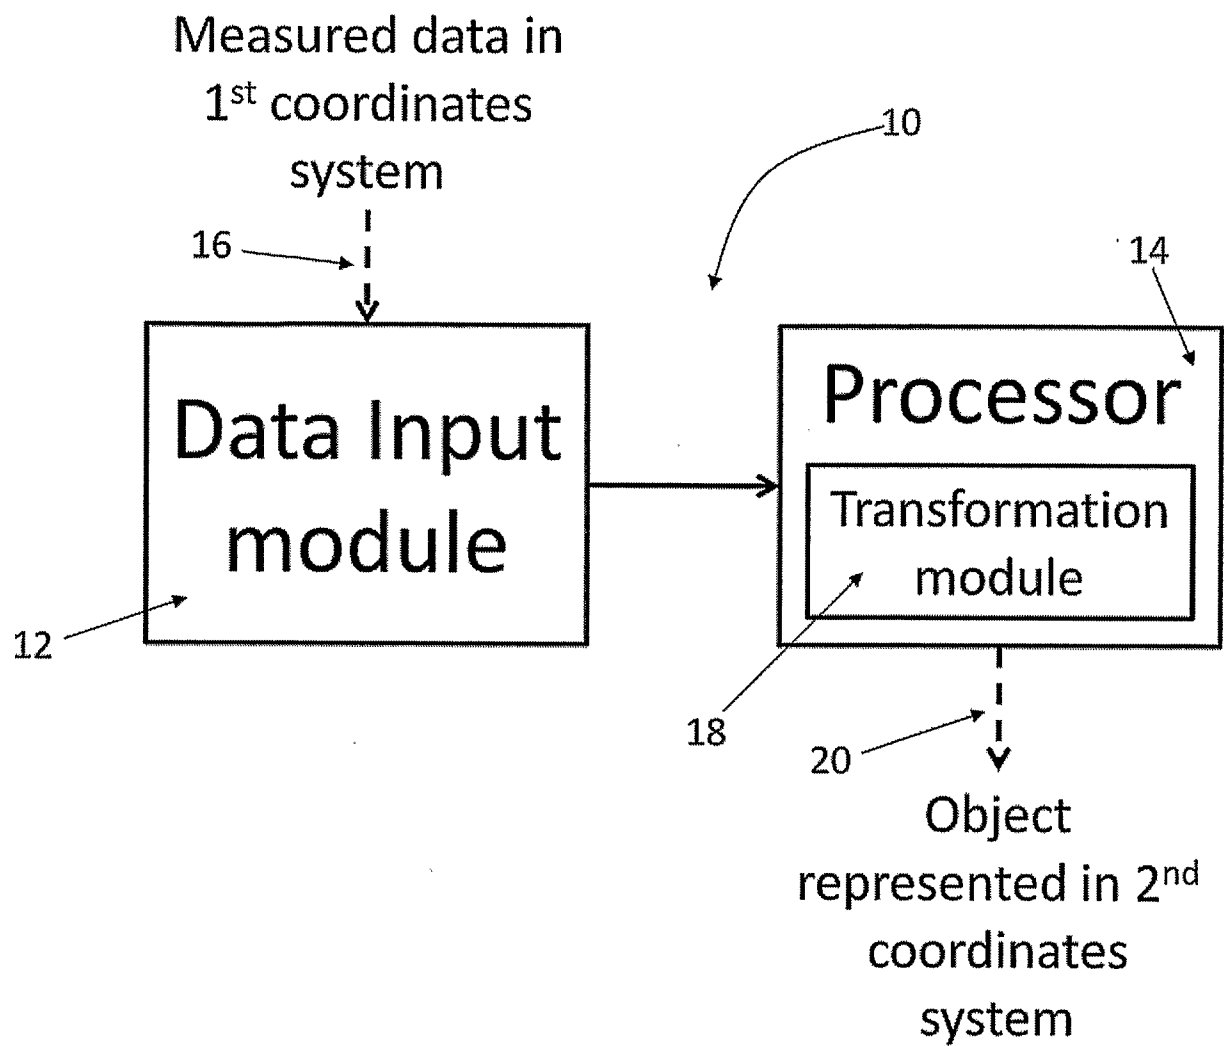 Measured data in
1st coordinates
system
10
16
14
Data Input
module
Processor
Transformation
module
12
18
20
Object
represented in 2nd
coordinates
system